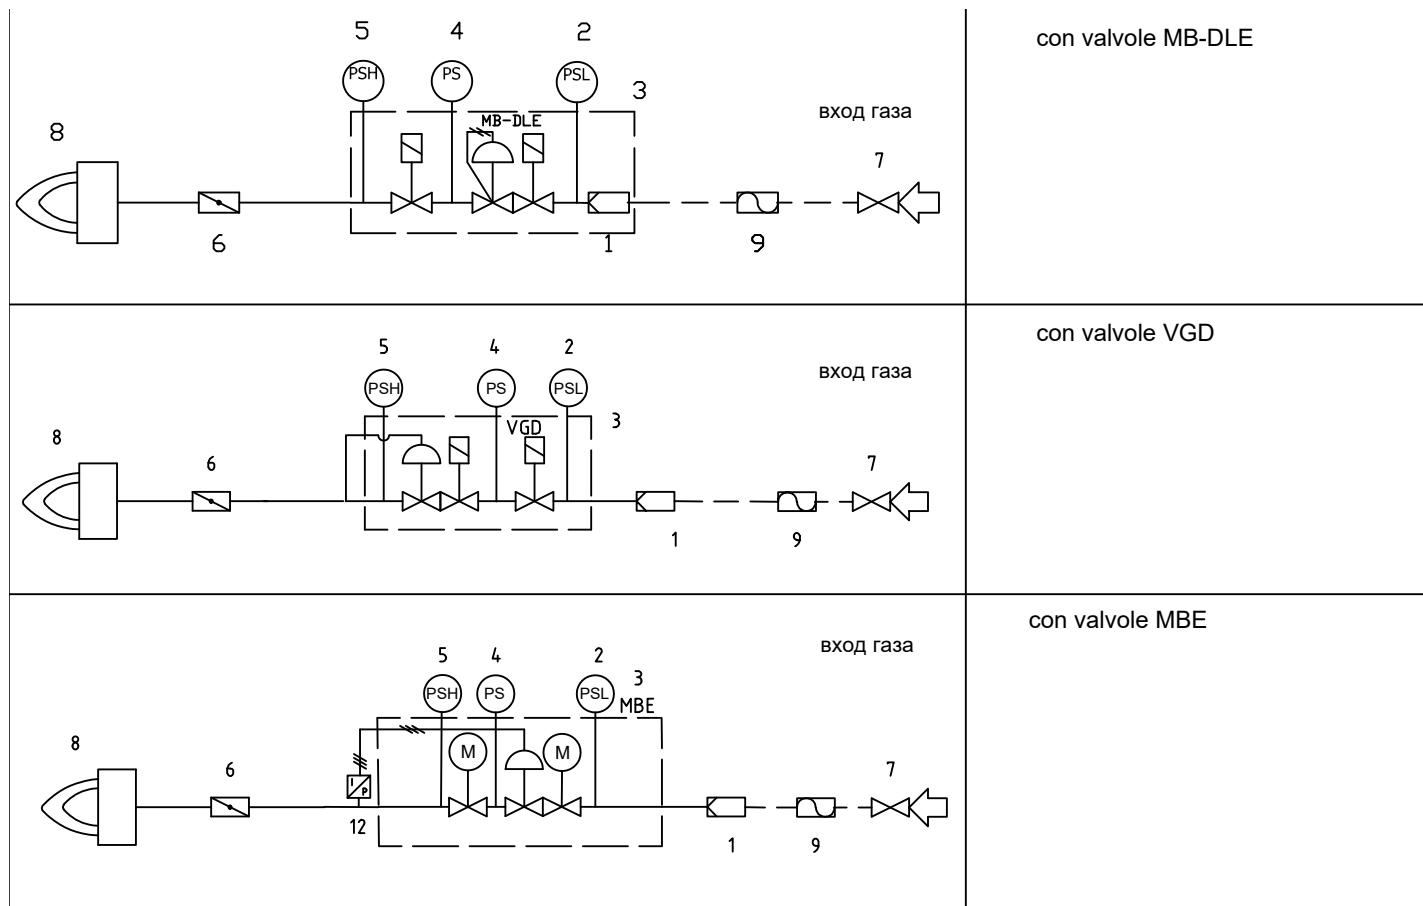 5 4 2
con valvole MB-DLE
PSH PS PSL
3
вход газа
MB-DLE
8
7
6 1 9
con valvole VGD
5 4 2
вход газа
PSH PS PSL
3
VGD
8
6 7
1 9
con valvole MBE
вход газа
5 4 2
3
PSH PS PSL
MBE
8
M M
6 7
I
P
12
1 9